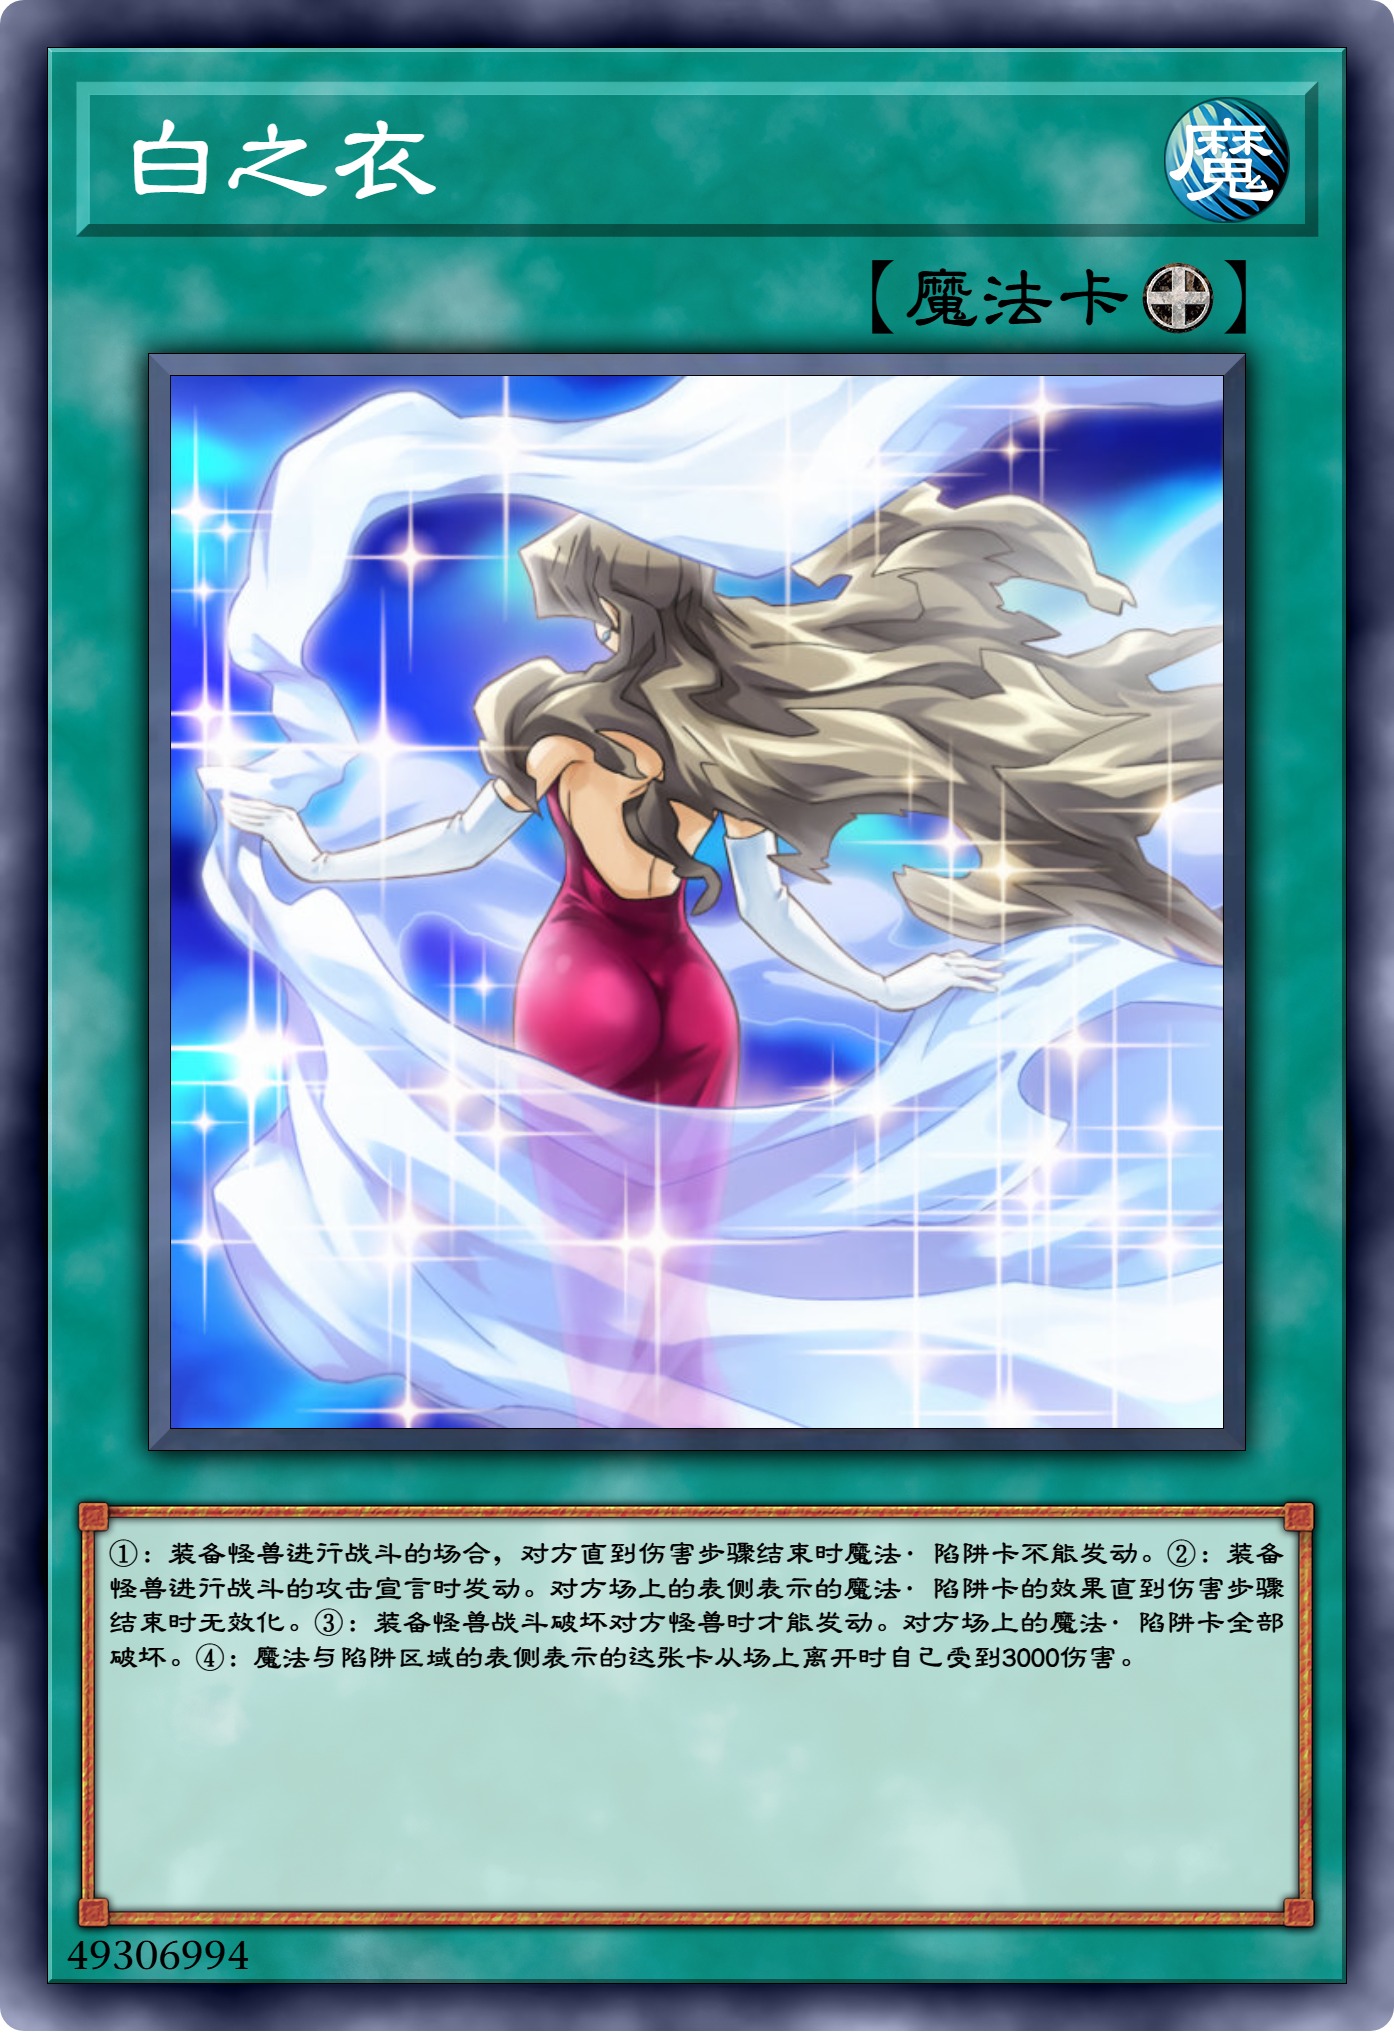 白之衣
魔
【魔法卡】
①：装备怪兽进行战斗的场合，对方直到伤害步骤结束时魔法·陷阱卡不能发动。②：装备
怪兽进行战斗的攻击宣言时发动。对方场上的表侧表示的魔法·陷阱卡的效果直到伤害步骤
结束时无效化。③：装备怪兽战斗破坏对方怪兽时才能发动。对方场上的魔法·陷阱卡全部
破坏。④：魔法与陷阱区域的表侧表示的这张卡从场上离开时自己受到3000伤害。
49306994